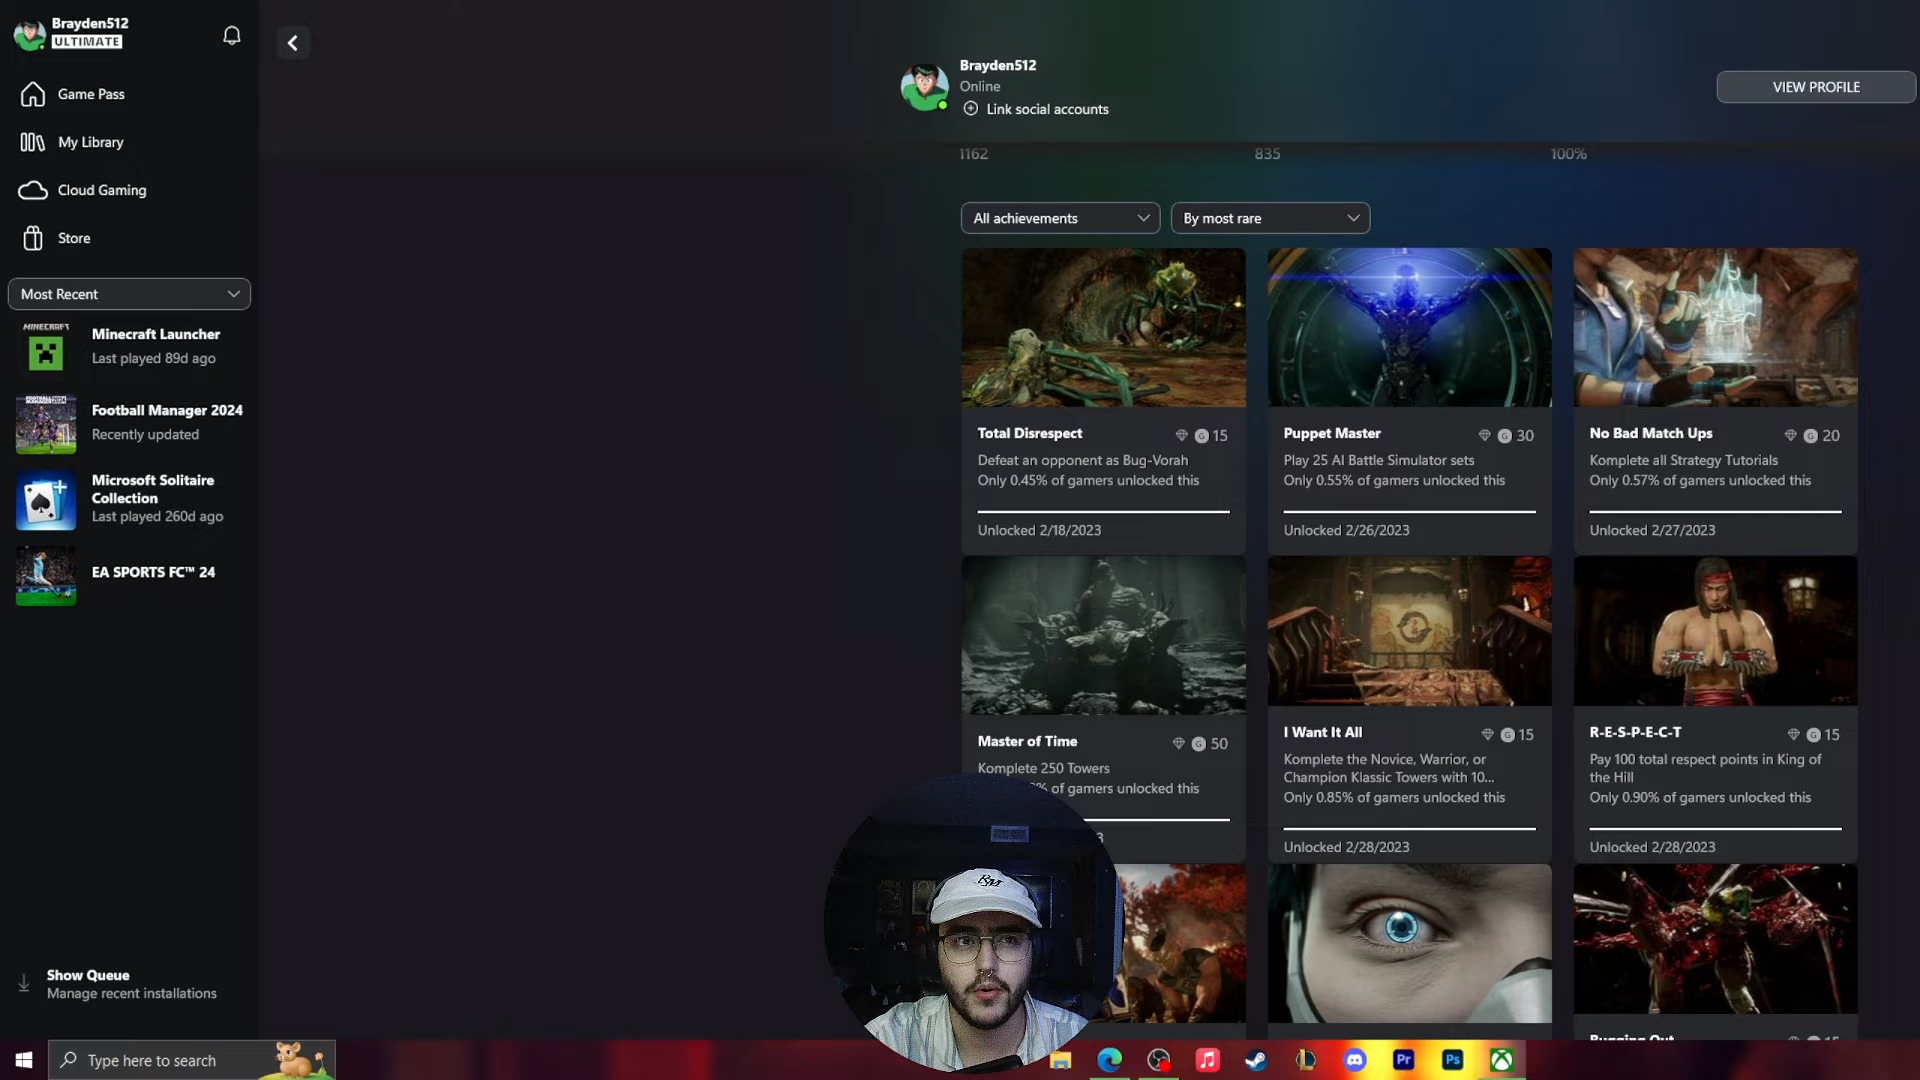 Brayden512
ULTIMATE
Game Pass
My Library
Cloud Gaming
Store
Most Recent
MINECRAFT
Minecraft Launcher
Last played 89d ago
Football Manager 2024
Recently updated
Microsoft Solitaire
Collection
Last played 260d ago
EA SPORTS FC™ 24
Show Queue
Manage recent installations
Brayden512
Online
Link social accounts
VIEW PROFILE
1162
835
100%
All achievements
By most rare
Total Disrespect
G 15
Defeat an opponent as Bug-Vorah
Only 0.45% of gamers unlocked this
Unlocked 2/18/2023
Puppet Master
G 30
Play 25 AI Battle Simulator sets
Only 0.55% of gamers unlocked this
Unlocked 2/26/2023
No Bad Match Ups
G 20
Komplete all Strategy Tutorials
Only 0.57% of gamers unlocked this
Unlocked 2/27/2023
Master of Time
G 50
Komplete 250 Towers
of gamers unlocked this
I Want It All
G 15
Komplete the Novice, Warrior, or
Champion Klassic Towers with 10...
Only 0.85% of gamers unlocked this
Unlocked 2/28/2023
R-E-S-P-E-C-T
G 15
Pay 100 total respect points in King of
the Hill
Only 0.90% of gamers unlocked this
Unlocked 2/28/2023
Bugging Out
15
Type here to search
Pr
Ps